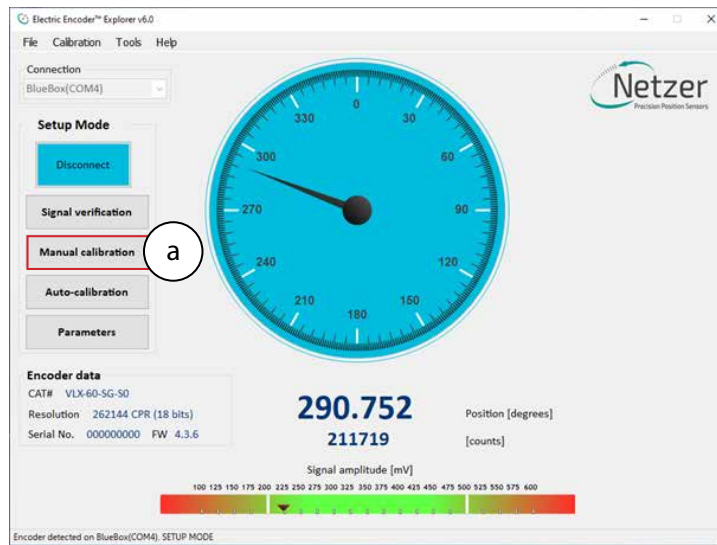 Electric Encoder™ Explorer v6.0
File Calibration Tools Help
Connection
BlueBox(COM4)
Setup Mode
Disconnect
Signal verification
Manual calibration
a
Auto-calibration
Parameters
Encoder data
CAT# VLX-60-SG-S0
Resolution 262144 CPR (18 bits)
Serial No. 000000000 FW 4.3.6
Netzer
Precision Position Sensors
0
30
60
90
120
150
180
210
240
270
300
330
290.752 Position [degrees]
211719 [counts]
Signal amplitude [mV]
100 125 150 175 200 225 250 275 300 325 350 375 400 425 450 475 500 525 550 575 600
Encoder detected on BlueBox(COM4). SETUP MODE